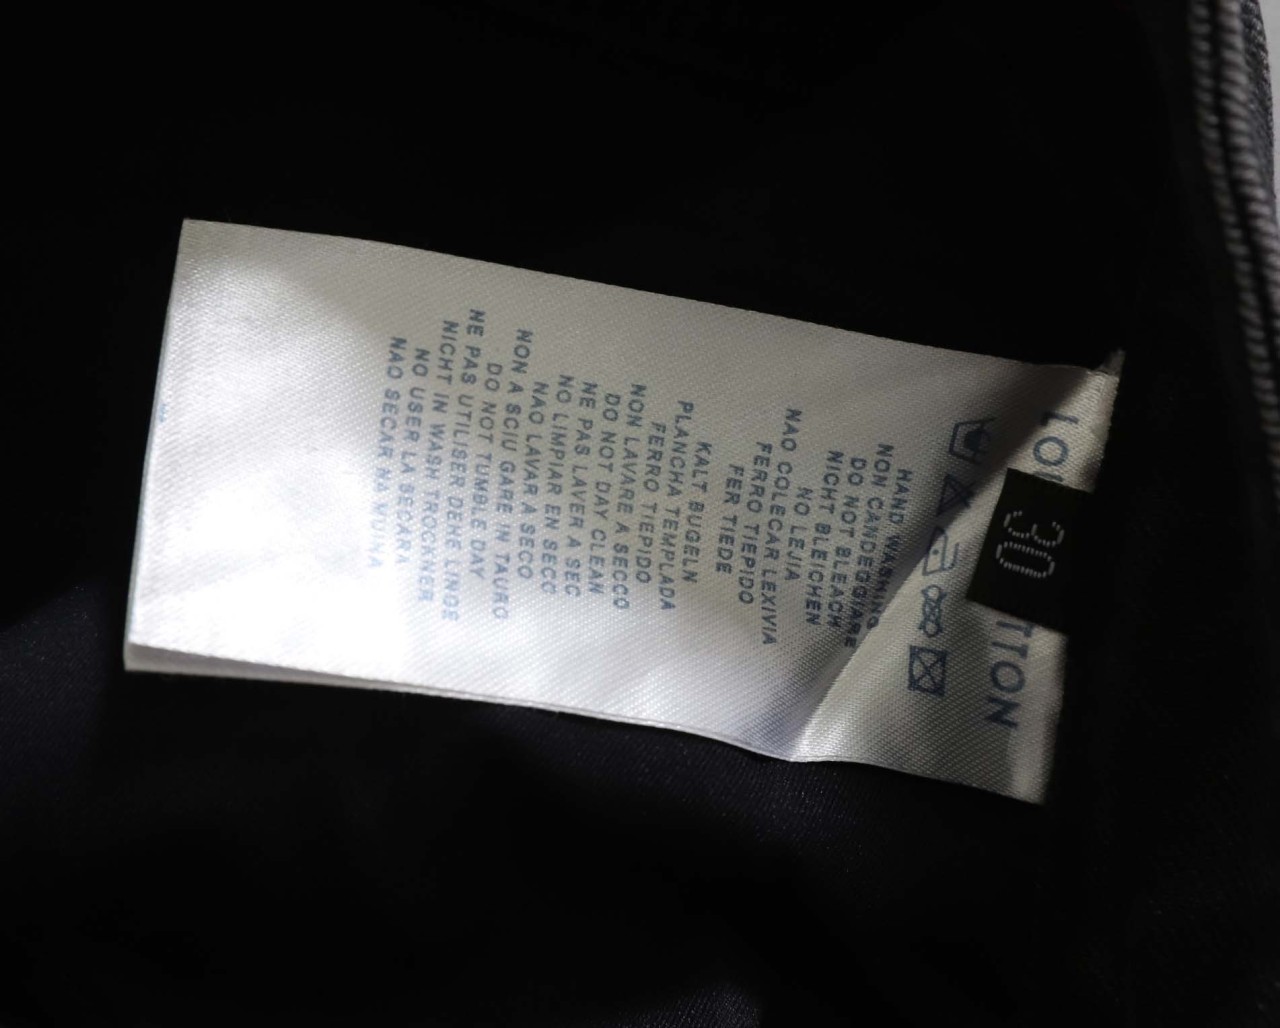 30
TTON
HAND WASHING
NON CANDEGGIARE
DO NOT BLEACH
NICHT BLEICHEN
NO LEJIA
NAO COLECAR LEXIVIA
FERRO TIEPIDO
FER TIEDE
KALT BUGELN
PLANCHA TEMPLADA
FERRO TIEPIDO
NON LAVARE A SECCO
DO NOT DAY CLEAN
NE PAS LAVER A SEC
NO LIMPIAR EN SECO
NAO LAVAR A SECO
NON A SCIU GARE IN TAURO
DO NOT TUMBLE DAY
NE PAS UTILISER DEHE LINGE
NICHT IN WASH TROCKNER
NO USER LA SECARA
NAO SECAR NA MUINA